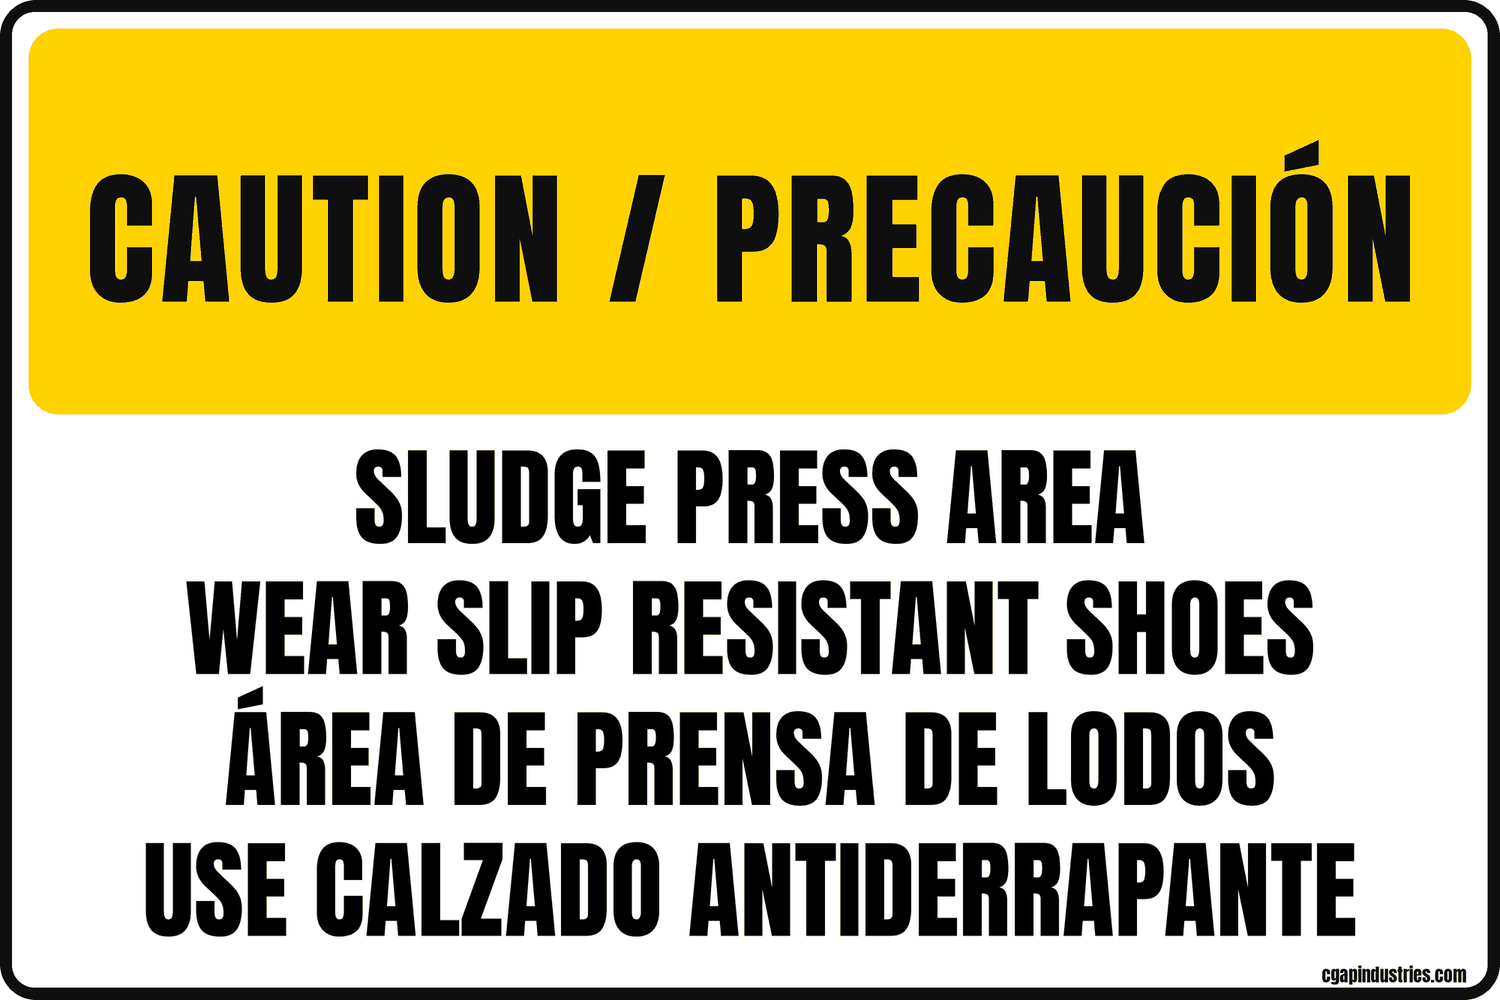 CAUTION / PRECAUCIÓN
SLUDGE PRESS AREA
WEAR SLIP RESISTANT SHOES
ÁREA DE PRENSA DE LODOS
USE CALZADO ANTIDERRAPANTE
cgapindustries.com